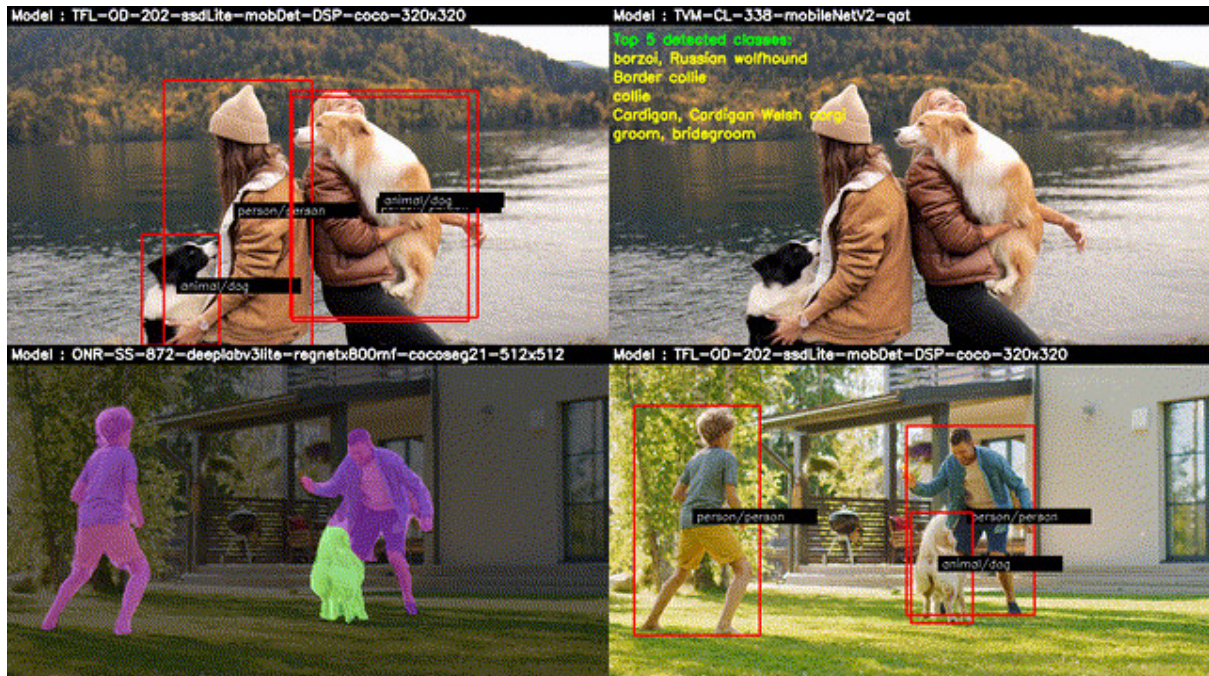 Model : TFL-OD-202-ssdLite-mobDet-DSP-coco-320x320
person/person
animal/dog
animal/dog
Model : TVM-CL-338-mobileNetV2-qat
Top 5 detected classes:
borzoi, Russian wolfhound
Border collie
collie
Cardigan, Cardigan Welsh corgi
groom, bridegroom
Model : ONR-SS-872-deeplabv3lite-regnetx800mf-cocoseg21-512x512
Model : TFL-OD-202-ssdLite-mobDet-DSP-coco-320x320
person/person
person/person
animal/dog